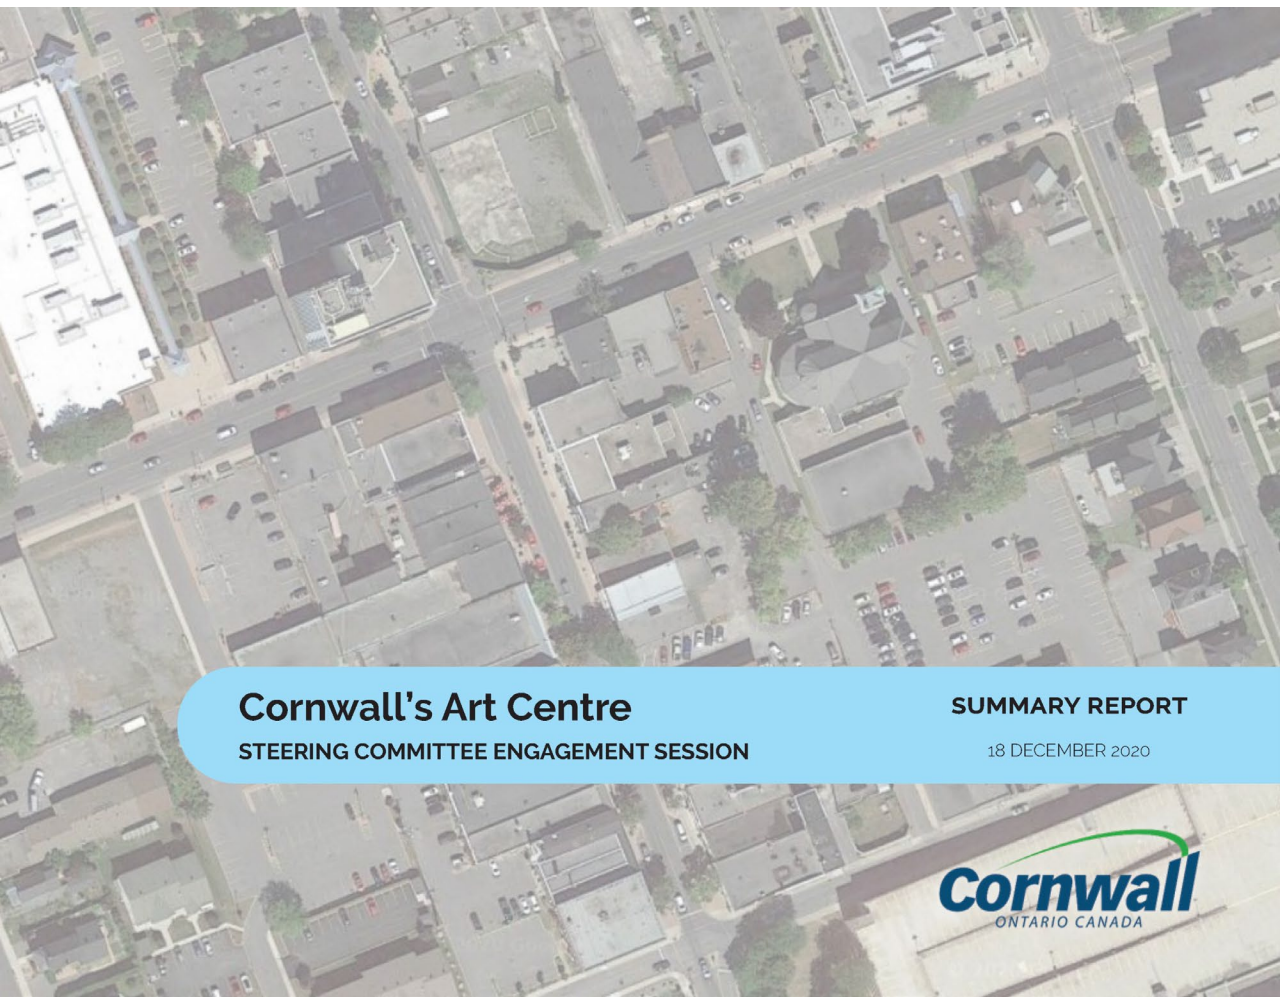 Cornwall's Art Centre
STEERING COMMITTEE ENGAGEMENT SESSION
SUMMARY REPORT
18 DECEMBER 2020
Cornwall
ONTARIO CANADA